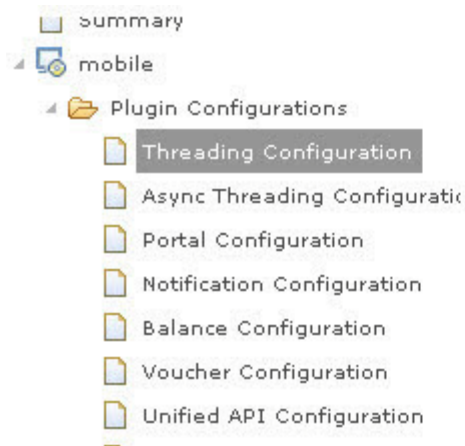 Summary
mobile
Plugin Configurations
Threading Configuration
Async Threading Configuratio
Portal Configuration
Notification Configuration
Balance Configuration
Voucher Configuration
Unified API Configuration